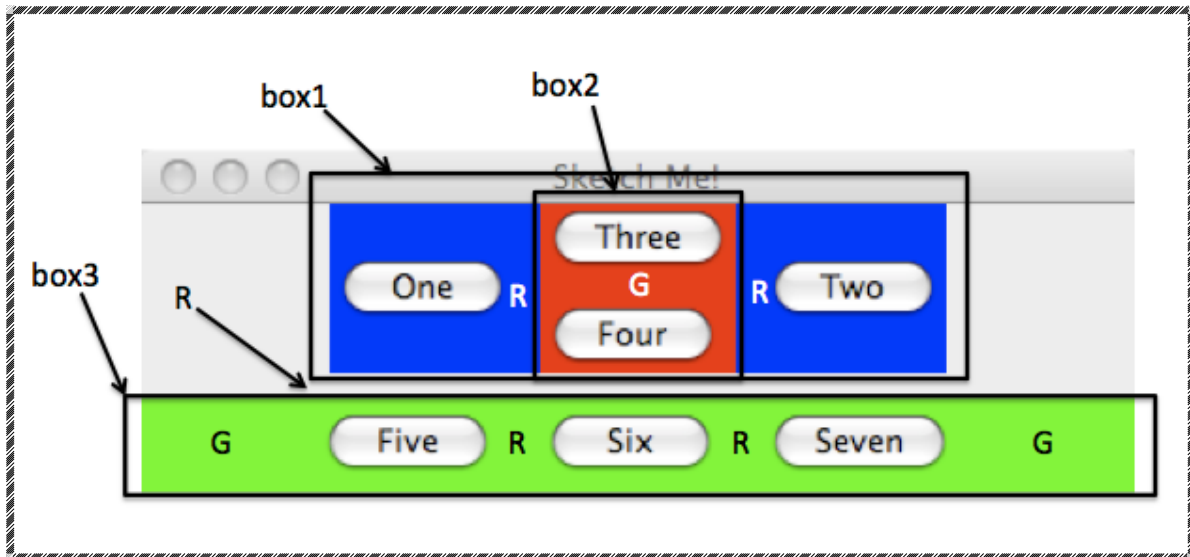 box2
box1
Sketch Me!
Three
box3
One R G R Two
R
Four
G Five R Six R Seven G